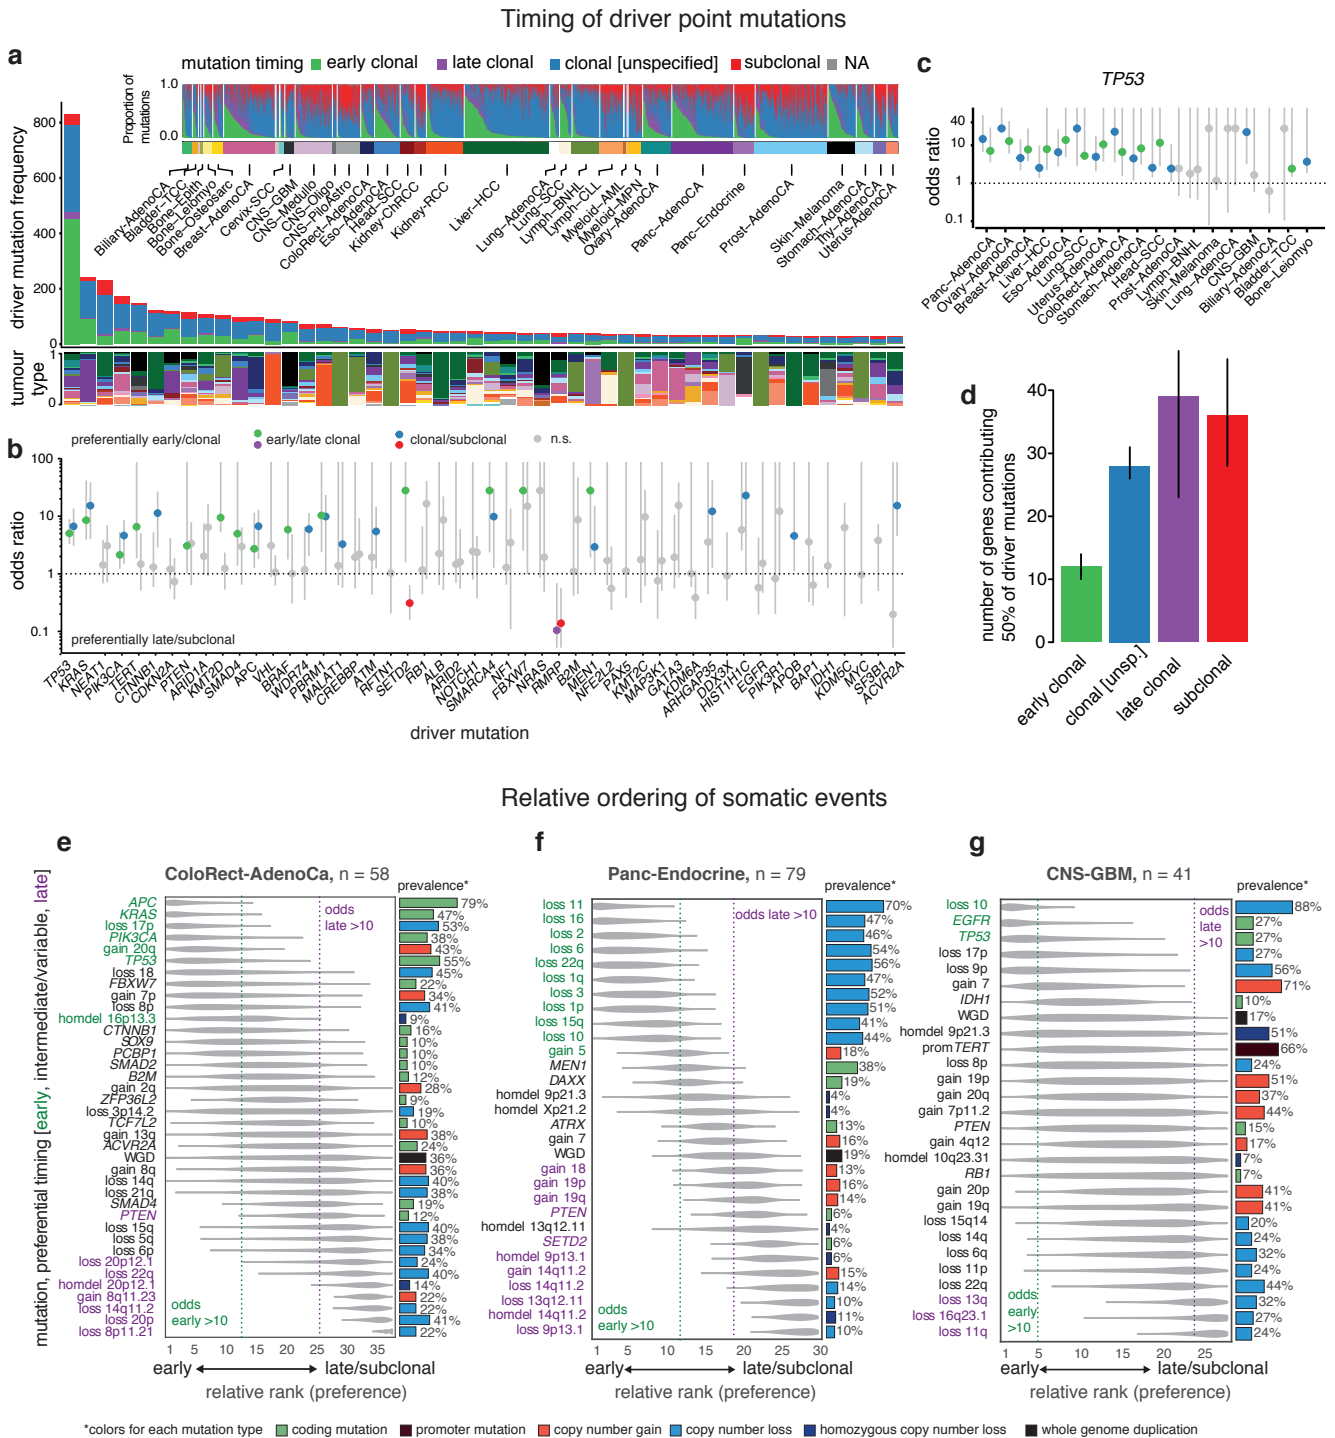 Timing of driver point mutations
a
mutation timing early clonal late clonal clonal [unspecified] subclonal NA
Proportion of
mutations
1.0
0.0
driver mutation frequency
800
600
400
200
0
Biliary−AdenoCA
Bladder−TCC
Bone−Epith
Bone−Leiomyo
Bone−Osteosarc
Breast−AdenoCA
Cervix−SCC
CNS−GBM
CNS−Medullo
CNS−Oligo
CNS−PiloAstro
ColoRect−AdenoCA
Eso−AdenoCA
Head−SCC
Kidney−ChRCC
Kidney−RCC
Liver−HCC
Lung−AdenoCA
Lung−SCC
Lymph−BNHL
Lymph−CLL
Myeloid−AML
Myeloid−MPN
Ovary−AdenoCA
Panc−AdenoCA
Panc−Endocrine
Prost−AdenoCA
Skin−Melanoma
Stomach−AdenoCA
Thy−AdenoCA
Uterus−AdenoCA
tumour
type
1
0
b
preferentially early/clonal early/late clonal clonal/subclonal n.s.
odds ratio
100
10
1
0.1
preferentially late/subclonal
TP53
KRAS
NEAT1
PIK3CA
TERT
CTNNB1
CDKN2A
PTEN
ARID1A
KMT2D
SMAD4
APC
VHL
BRAF
WDR74
PBRM1
MALAT1
CREBBP
ATM
RFTN1
SETD2
RB1
ALB
ARID2
NOTCH1
SMARCA4
NF1
FBXW7
NRAS
RMRP
B2M
MEN1
NFE2L2
PAX5
KMT2C
MAP3K1
GATA3
KDM6A
ARHGAP35
DDX3X
HIST1H1C
EGFR
PIK3R1
APOB
BAP1
IDH1
KDM5C
MYC
SF3B1
ACVR2A
driver mutation
c
TP53
odds ratio
40
10
1
0.1
Panc−AdenoCA
Ovary−AdenoCA
Breast−AdenoCA
Liver−HCC
Eso−AdenoCA
Lung−SCC
Uterus−AdenoCA
ColoRect−AdenoCA
Stomach−AdenoCA
Head−SCC
Prost−AdenoCA
Lymph−BNHL
Skin−Melanoma
Lung−AdenoCA
CNS−GBM
Biliary−AdenoCA
Bladder−TCC
Bone−Leiomyo
d
number of genes contributing
50% of driver mutations
40
30
20
10
0
early clonal
clonal [unsp.]
late clonal
subclonal
Relative ordering of somatic events
mutation, preferential timing [early, intermediate/variable, late]
e
ColoRect-AdenoCa, n = 58
prevalence*
odds
late >10
APC 79%
KRAS 47%
loss 17p 53%
PIK3CA 38%
gain 20q 43%
TP53 55%
loss 18 45%
FBXW7 22%
gain 7p 34%
loss 8p 41%
homdel 16p13.3 9%
CTNNB1 16%
SOX9 10%
PCBP1 10%
SMAD2 10%
B2M 12%
gain 2q 28%
ZFP36L2 9%
loss 3p14.2 19%
TCF7L2 10%
gain 13q 38%
ACVR2A 24%
WGD 36%
gain 8q 36%
loss 14q 40%
loss 21q 38%
SMAD4 19%
PTEN 12%
loss 15q 40%
loss 5q 38%
loss 6p 34%
loss 20p12.1 24%
loss 22q 40%
homdel 20p12.1 14%
gain 8q11.23 22%
loss 14q11.2 22%
loss 20p 41%
loss 8p11.21 22%
odds
early >10
1 5 10 15 20 25 30 35
early late/subclonal
relative rank (preference)
f
Panc-Endocrine, n = 79
prevalence*
odds late >10
loss 11 70%
loss 16 47%
loss 2 46%
loss 6 54%
loss 22q 56%
loss 1q 47%
loss 3 52%
loss 1p 51%
loss 15q 41%
loss 10 44%
gain 5 18%
MEN1 38%
DAXX 19%
homdel 9p21.3 4%
homdel Xp21.2 4%
ATRX 13%
gain 7 16%
WGD 19%
gain 18 13%
gain 19p 16%
gain 19q 14%
PTEN 6%
homdel 13q12.11 4%
SETD2 6%
homdel 9p13.1 6%
gain 14q11.2 15%
loss 14q11.2 14%
loss 13q12.11 10%
homdel 14q11.2 11%
loss 9p13.1 10%
odds
early >10
1 5 10 15 20 25 30
early late/subclonal
relative rank (preference)
g
CNS-GBM, n = 41
prevalence*
odds
late
>10
loss 10 88%
EGFR 27%
TP53 27%
loss 17p 27%
loss 9p 56%
gain 7 71%
IDH1 10%
WGD 17%
homdel 9p21.3 51%
promTERT 66%
loss 8p 24%
gain 19p 51%
gain 20q 37%
gain 7p11.2 44%
PTEN 15%
gain 4q12 17%
homdel 10q23.31 7%
RB1 7%
gain 20p 41%
gain 19q 41%
loss 15q14 20%
loss 14q 24%
loss 6q 32%
loss 11p 24%
loss 22q 44%
loss 13q 32%
loss 16q23.1 27%
loss 11q 24%
odds
early
>10
1 5 10 15 20 25
early late/subclonal
relative rank (preference)
*colors for each mutation type coding mutation promoter mutation copy number gain copy number loss homozygous copy number loss whole genome duplication